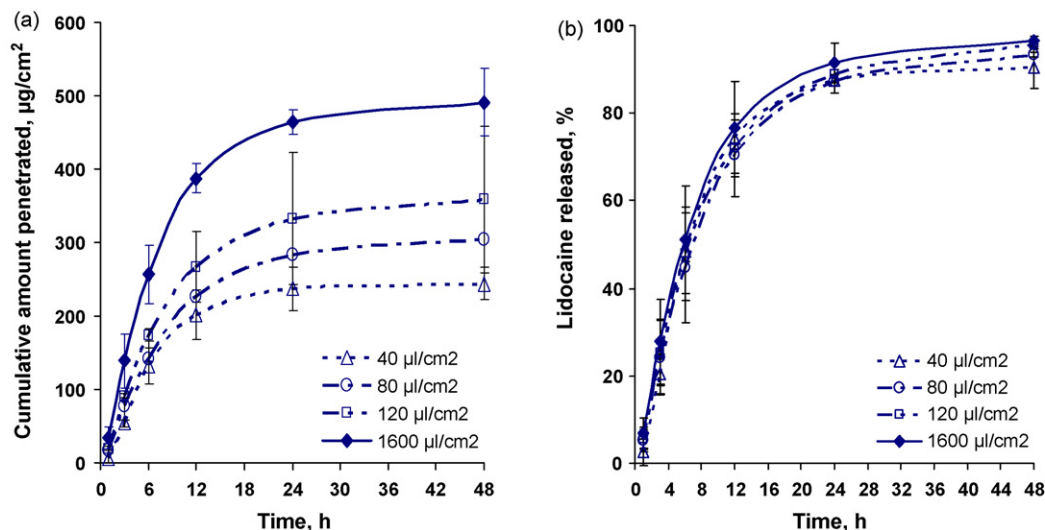 (a)
600
500
400
300
200
100
0
Cumulative amount penetrated, µg/cm²
40 µl/cm2
80 µl/cm2
120 µl/cm2
1600 µl/cm2
0 6 12 18 24 30 36 42 48
Time, h
(b)
100
80
60
40
20
0
Lidocaine released, %
40 µl/cm2
80 µl/cm2
120 µl/cm2
1600 µl/cm2
0 4 8 12 16 20 24 28 32 36 40 44 48
Time, h